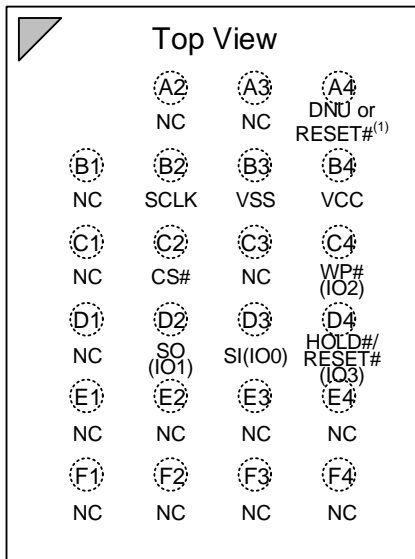 Top View
A2 A3 A4
NC NC DNU or
RESET#(1)
B1 B2 B3 B4
NC SCLK VSS VCC
C1 C2 C3 C4
NC CS# NC WP#
(IO2)
D1 D2 D3 D4
NC SO SI(IO0) HOLD#/
(IO1) RESET#
(IO3)
E1 E2 E3 E4
NC NC NC NC
F1 F2 F3 F4
NC NC NC NC